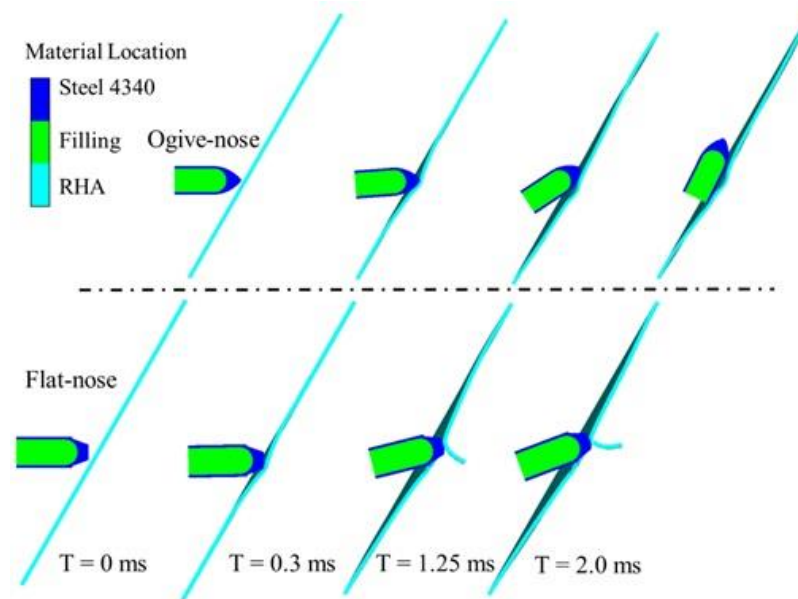 Material Location
Steel 4340
Filling
RHA
Ogive-nose
Flat-nose
T = 0 ms
T = 0.3 ms
T = 1.25 ms
T = 2.0 ms